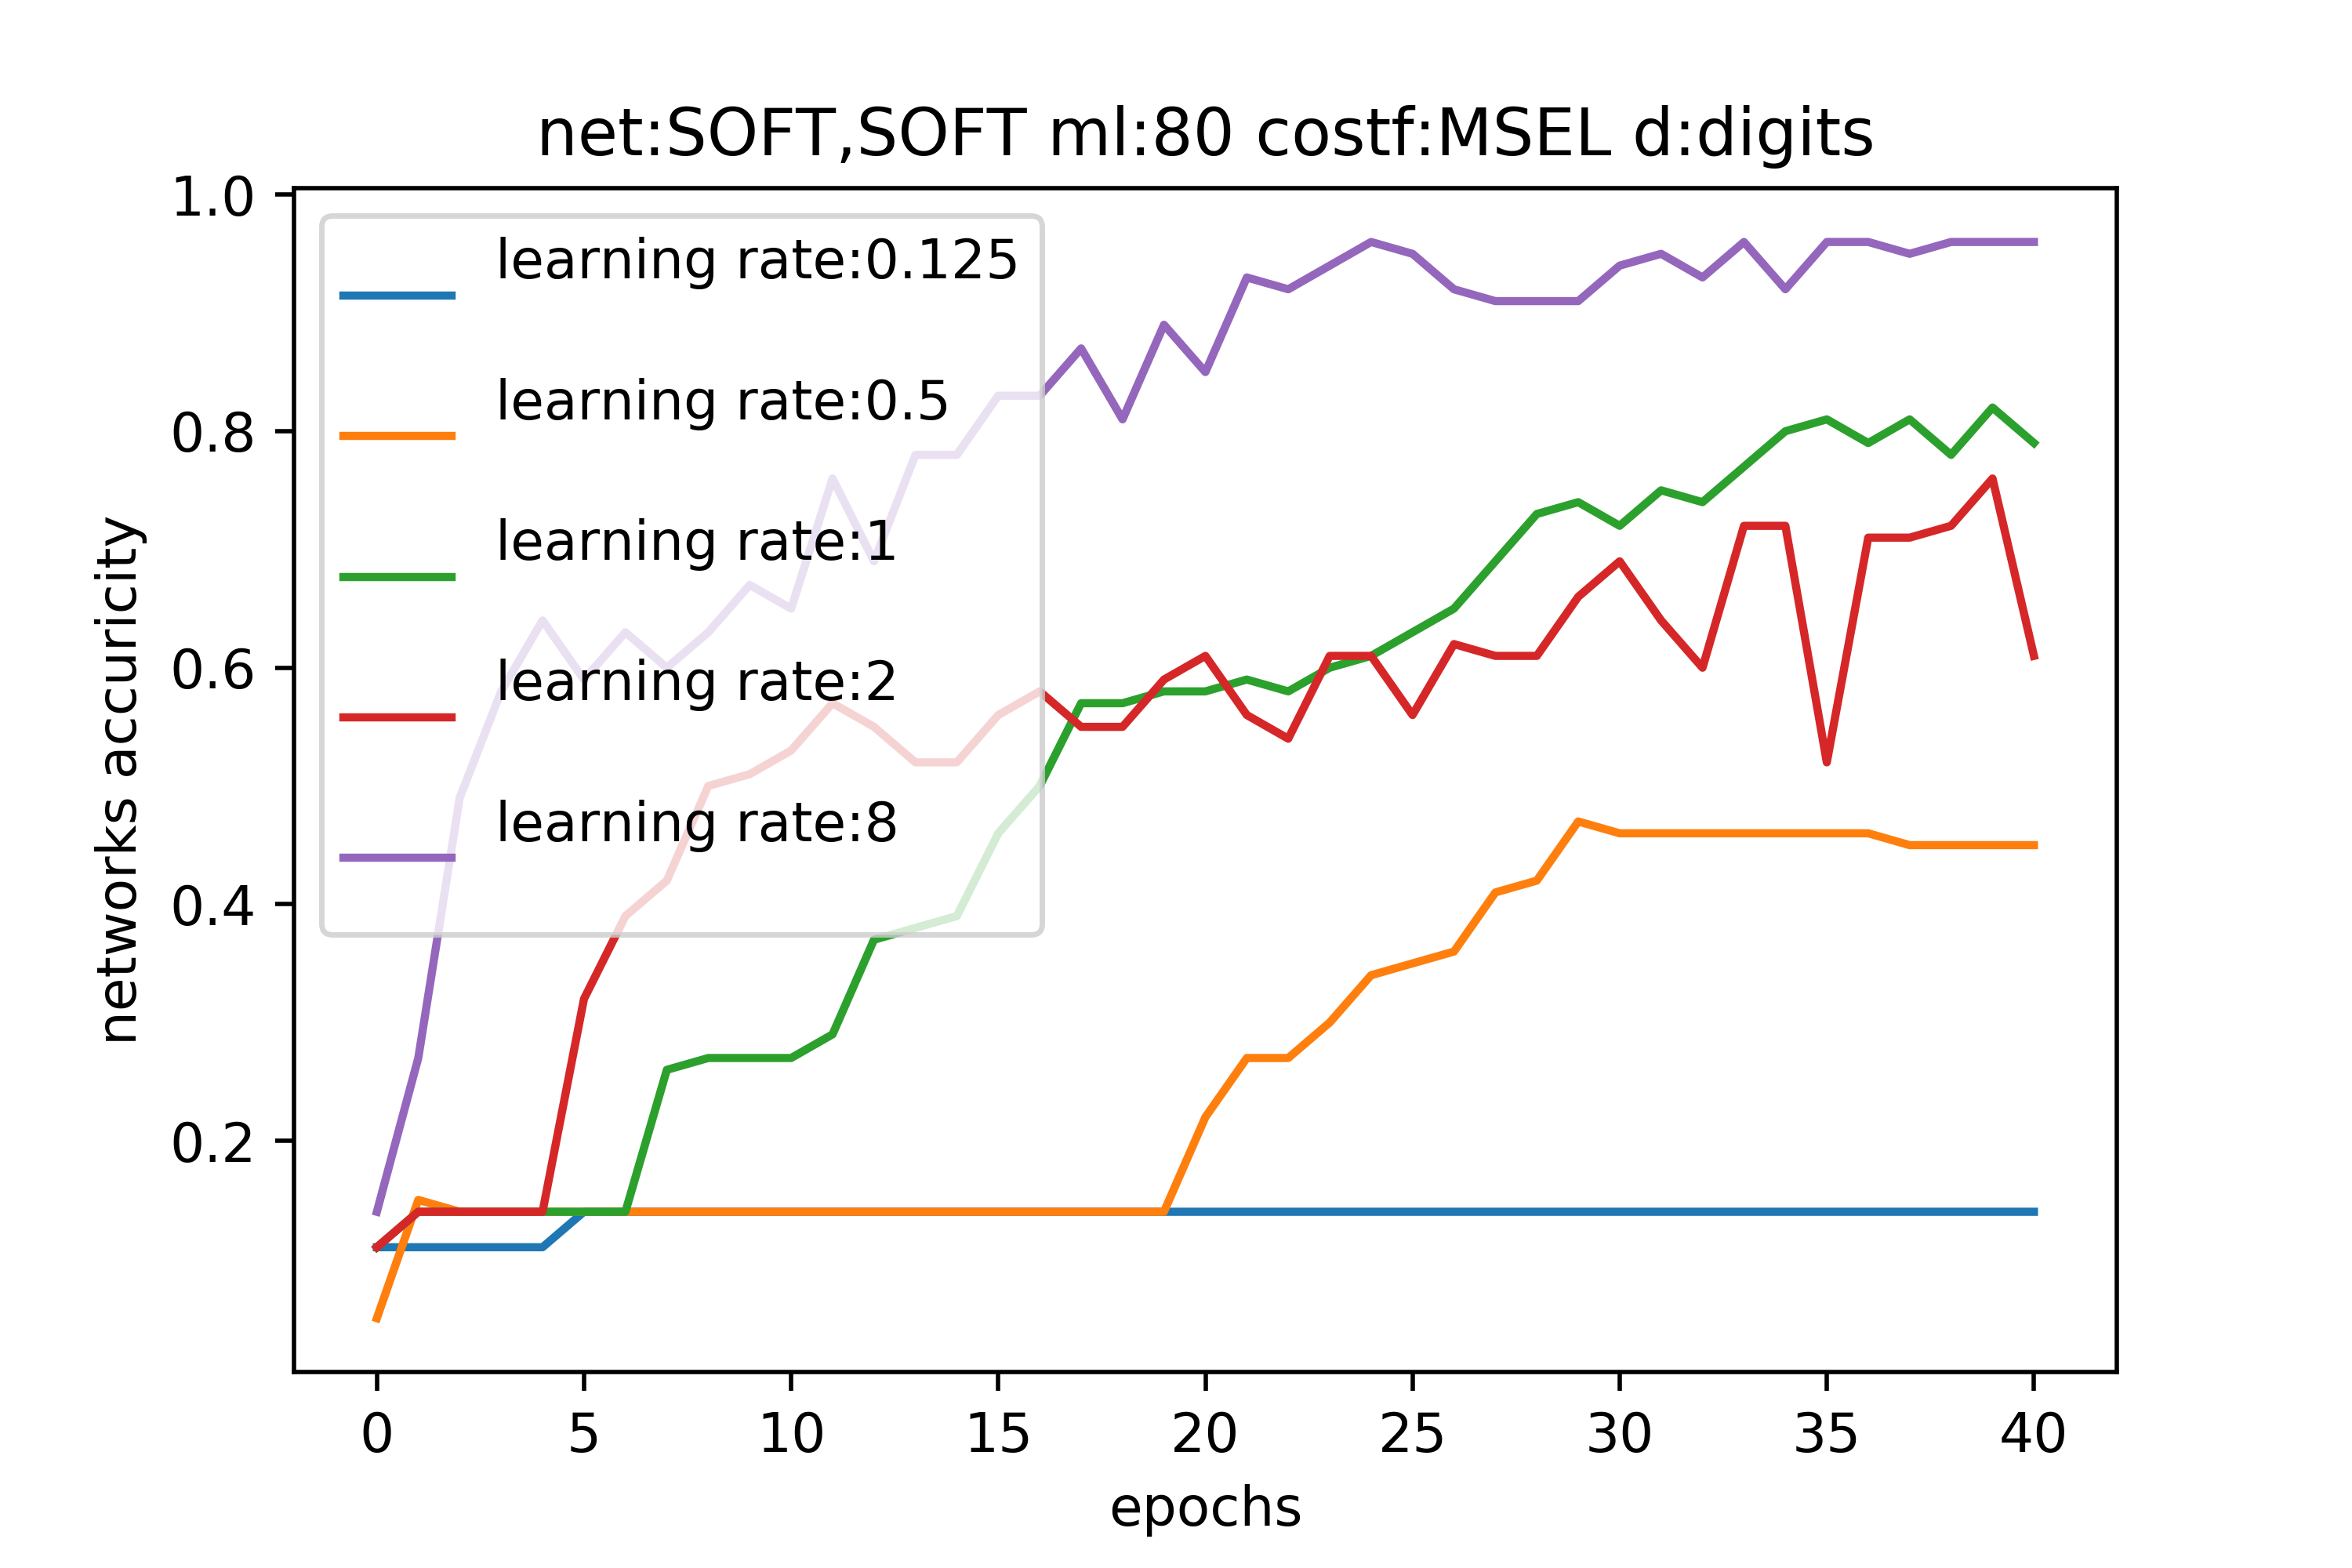 net:SOFT,SOFT ml:80 costf:MSEL d:digits
1.0
0.8
0.6
0.4
0.2
networks accuricity
learning rate:0.125
learning rate:0.5
learning rate:1
learning rate:2
learning rate:8
0 5 10 15 20 25 30 35 40
epochs